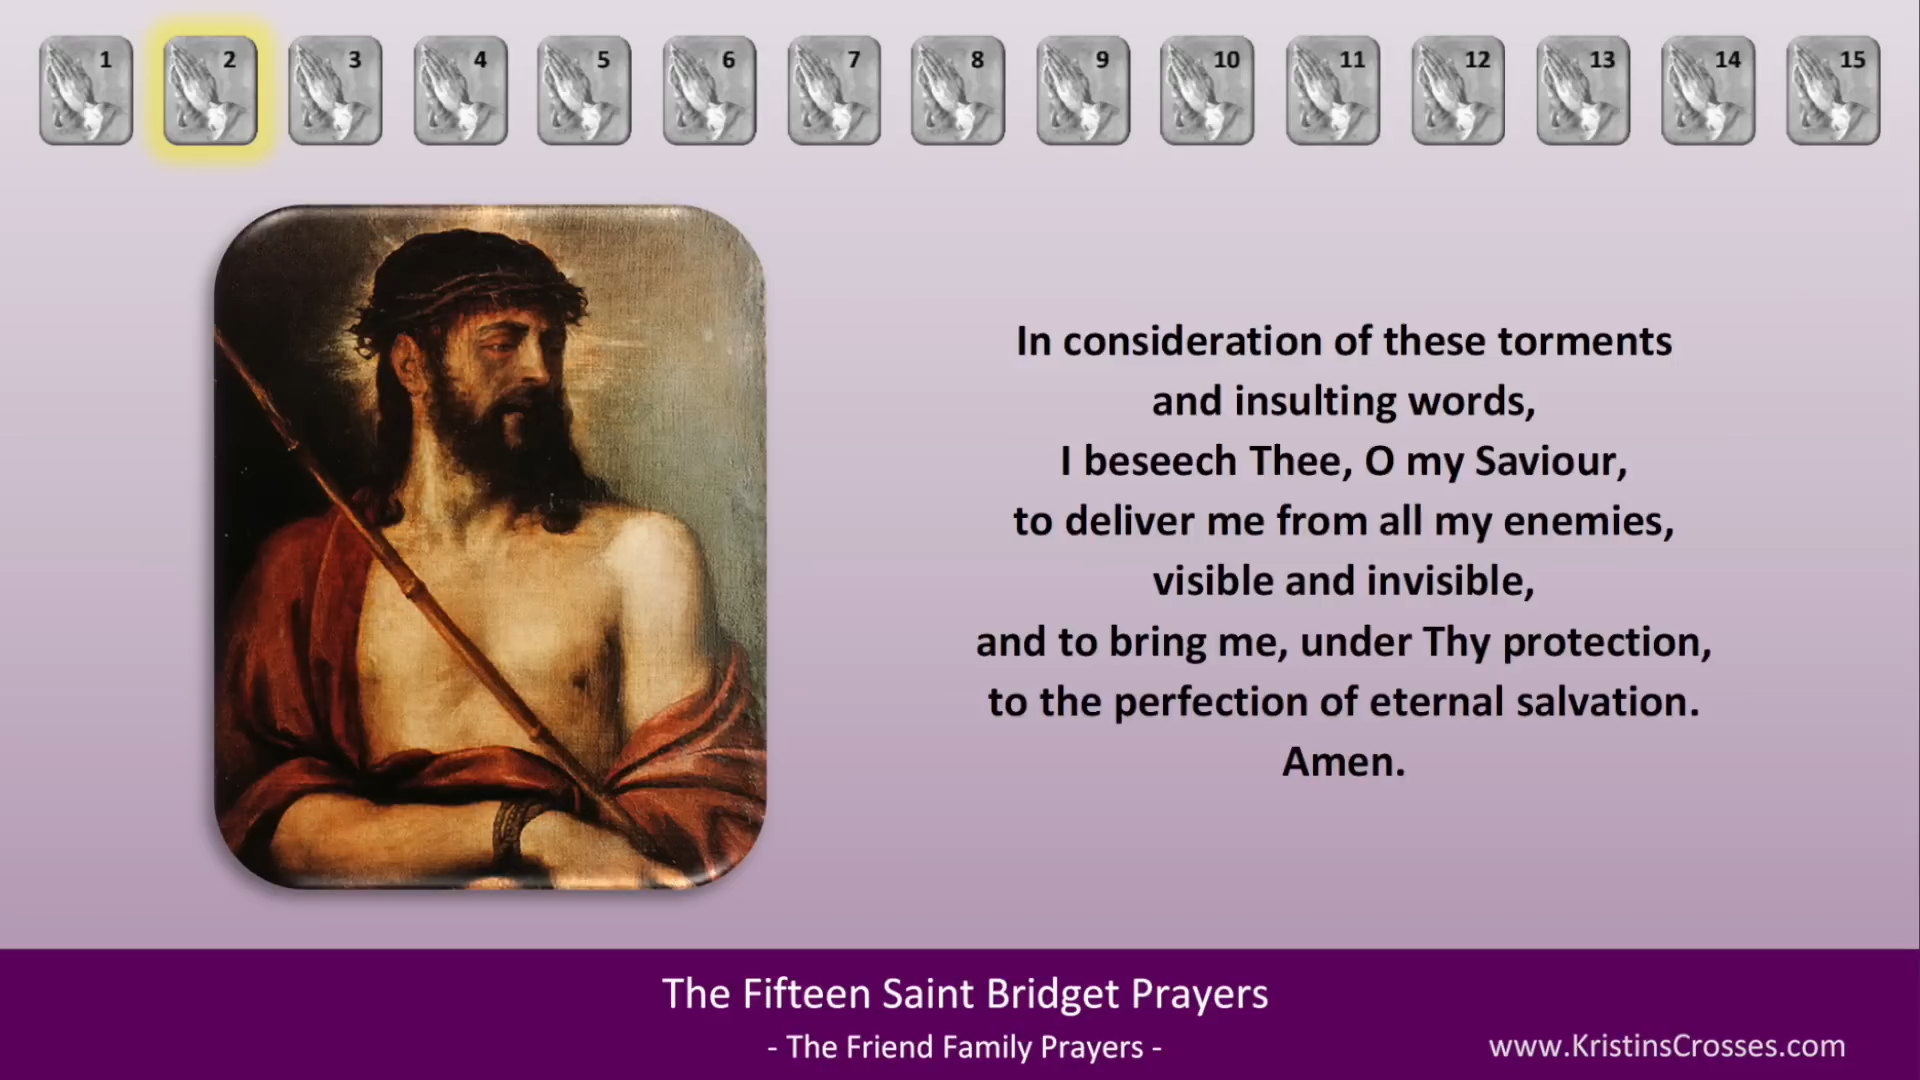 1 2 3 4 5 6 7 8 9 10 11 12 13 14 15
In consideration of these torments
and insulting words,
I beseech Thee, O my Saviour,
to deliver me from all my enemies,
visible and invisible,
and to bring me, under Thy protection,
to the perfection of eternal salvation.
Amen.
The Fifteen Saint Bridget Prayers
- The Friend Family Prayers -
www.KristinsCrosses.com